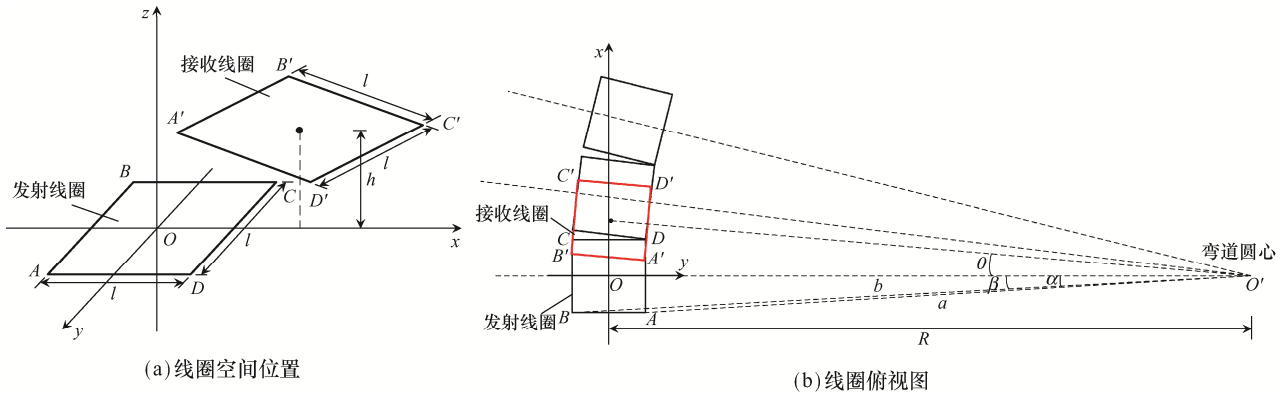 z
接收线圈
B'
l
A'
C'
l
h
B
发射线圈
C
D'
O
l
x
A
l
D
y
(a)线圈空间位置
x
C'
D'
接收线圈
C
D
B'
A'
弯道圆心
O
y
θ
b
β
α
O'
a
发射线圈
B
A
R
(b)线圈俯视图